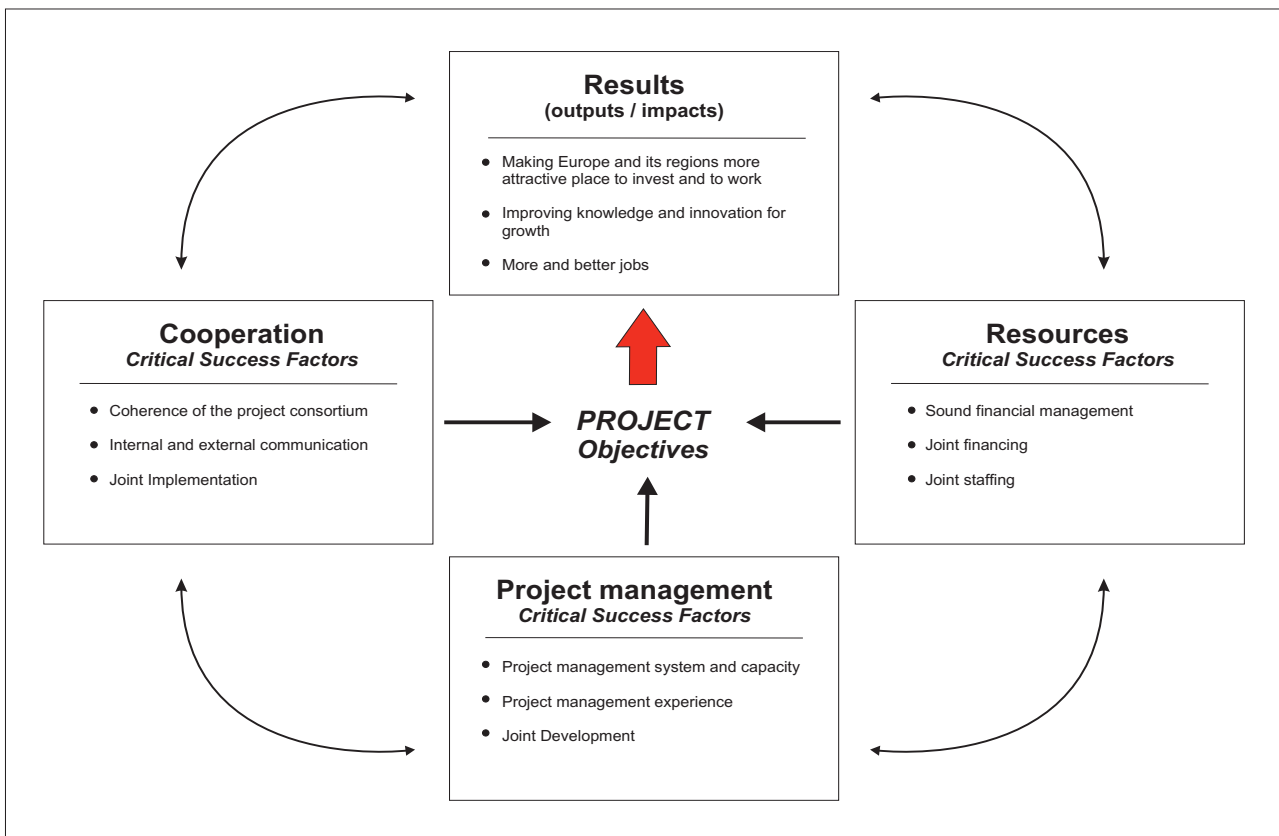 Results
(outputs / impacts)
• Making Europe and its regions more
attractive place to invest and to work
• Improving knowledge and innovation for
growth
• More and better jobs
Cooperation
Critical Success Factors
• Coherence of the project consortium
• Internal and external communication
• Joint Implementation
PROJECT
Objectives
Resources
Critical Success Factors
• Sound financial management
• Joint financing
• Joint staffing
Project management
Critical Success Factors
• Project management system and capacity
• Project management experience
• Joint Development